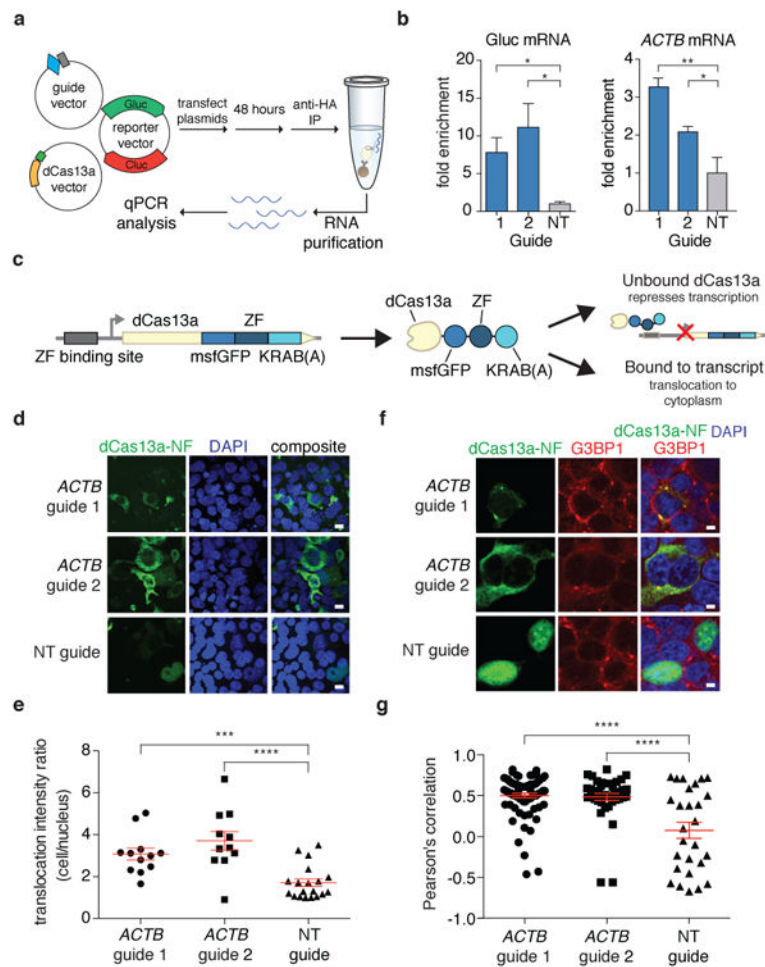 a
guide
vector
Gluc
reporter
vector
Cluc
dCas13a
vector
transfect
plasmids
48 hours
anti-HA
IP
qPCR
analysis
RNA
purification
b
Gluc mRNA
fold enrichment
20
15
10
5
0
*
*
1 2 NT
Guide
ACTB mRNA
fold enrichment
4
3
2
1
0
**
*
1 2 NT
Guide
c
dCas13a ZF
ZF binding site msfGFP KRAB(A)
dCas13a ZF
msfGFP KRAB(A)
Unbound dCas13a
represses transcription
Bound to transcript
translocation to
cytoplasm
d
dCas13a-NF DAPI composite
ACTB
guide 1
ACTB
guide 2
NT guide
e
translocation intensity ratio
(cell/nucleus)
8
6
4
2
0
***
****
ACTB
guide 1
ACTB
guide 2
NT
guide
f
dCas13a-NF G3BP1
dCas13a-NF DAPI
G3BP1
ACTB
guide 1
ACTB
guide 2
NT guide
g
Pearson's correlation
1.0
0.5
0.0
-0.5
-1.0
****
****
ACTB
guide 1
ACTB
guide 2
NT
guide